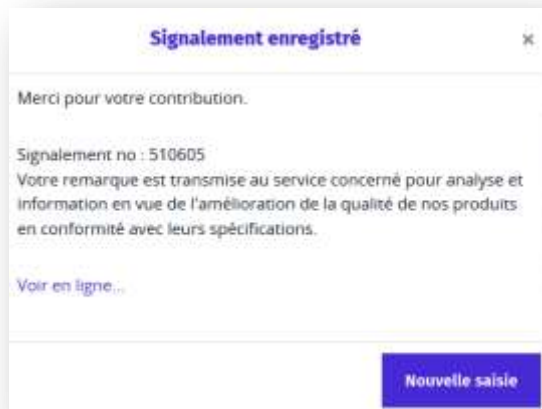 Signalement enregistré
×
Merci pour votre contribution.
Signalement no : 510605
Votre remarque est transmise au service concerné pour analyse et
information en vue de l'amélioration de la qualité de nos produits
en conformité avec leurs spécifications.
Voir en ligne...
Nouvelle saisie